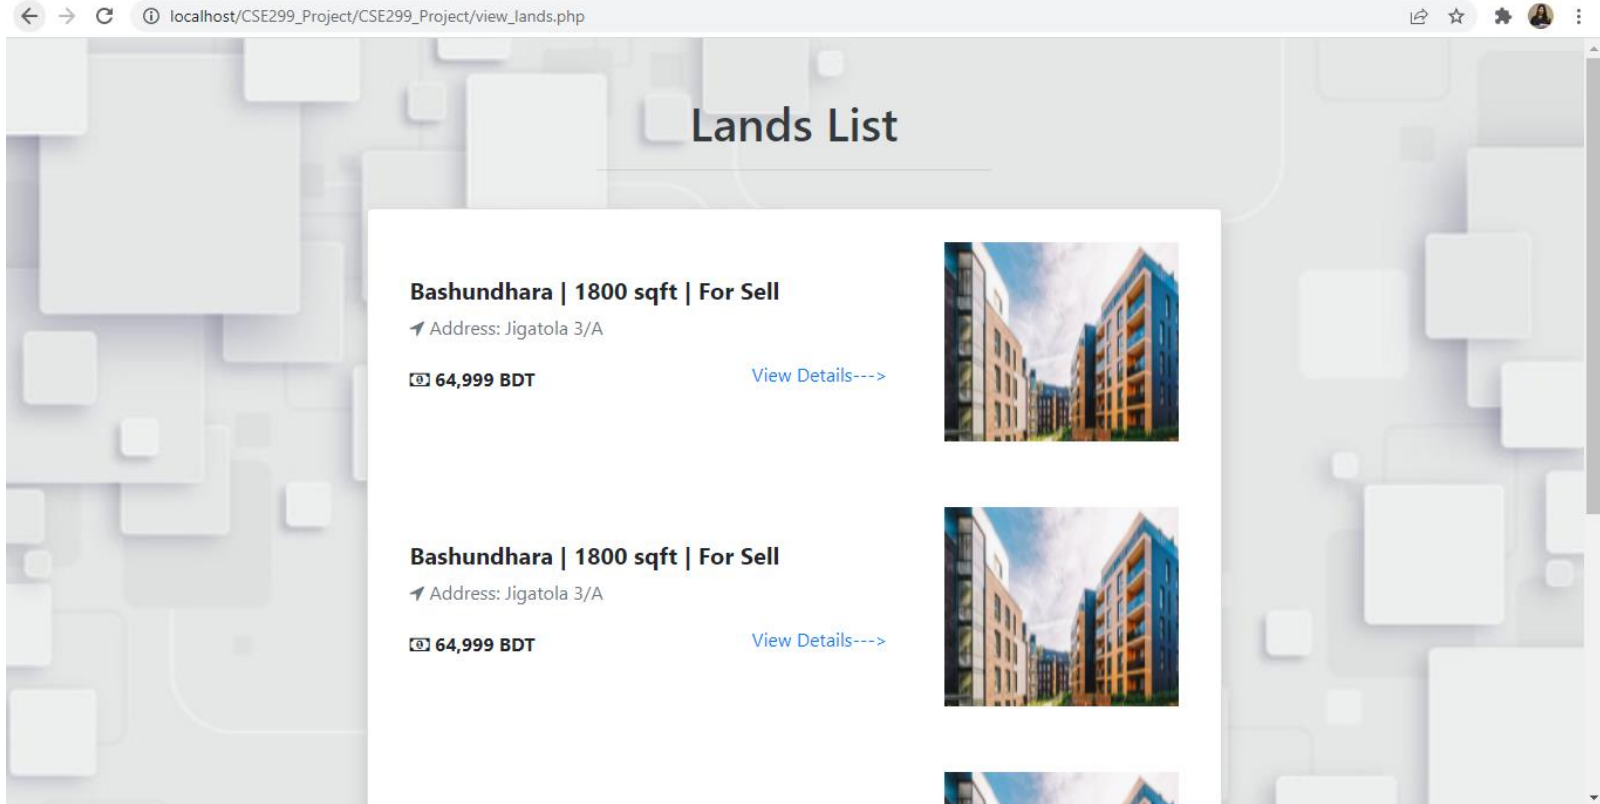 localhost/CSE299_Project/CSE299_Project/view_lands.php
Lands List
Bashundhara | 1800 sqft | For Sell
Address: Jigatola 3/A
64,999 BDT
View Details--->
Bashundhara | 1800 sqft | For Sell
Address: Jigatola 3/A
64,999 BDT
View Details--->